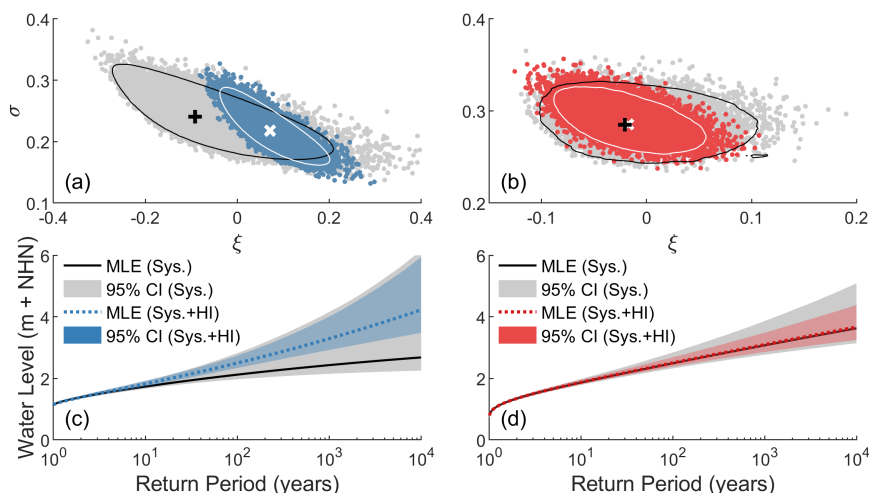 0.4
0.3
σ
0.2
0.1
(a)
-0.4
-0.2
0
0.2
0.4
ξ
0.4
0.3
0.2
(b)
-0.1
0
0.1
0.2
ξ
Water Level (m + NHN)
6
4
2
0
MLE (Sys.)
95% CI (Sys.)
MLE (Sys.+HI)
95% CI (Sys.+HI)
(c)
10^0
10^1
10^2
10^3
10^4
Return Period (years)
6
4
2
0
MLE (Sys.)
95% CI (Sys.)
MLE (Sys.+HI)
95% CI (Sys.+HI)
(d)
10^0
10^1
10^2
10^3
10^4
Return Period (years)